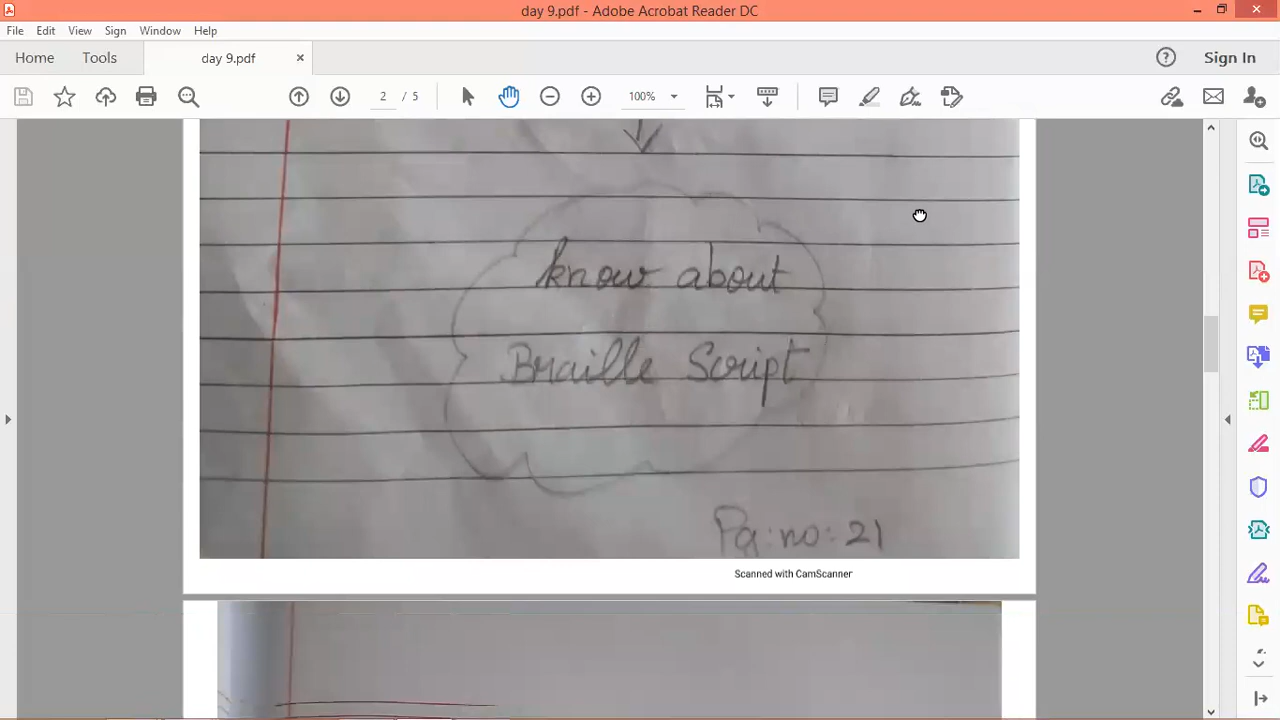 day 9.pdf - Adobe Acrobat Reader DC
File Edit View Sign Window Help
Home Tools day 9.pdf × Sign In
2 / 5 100%
know about
Braille Script
Pg:no:21
Scanned with CamScanner